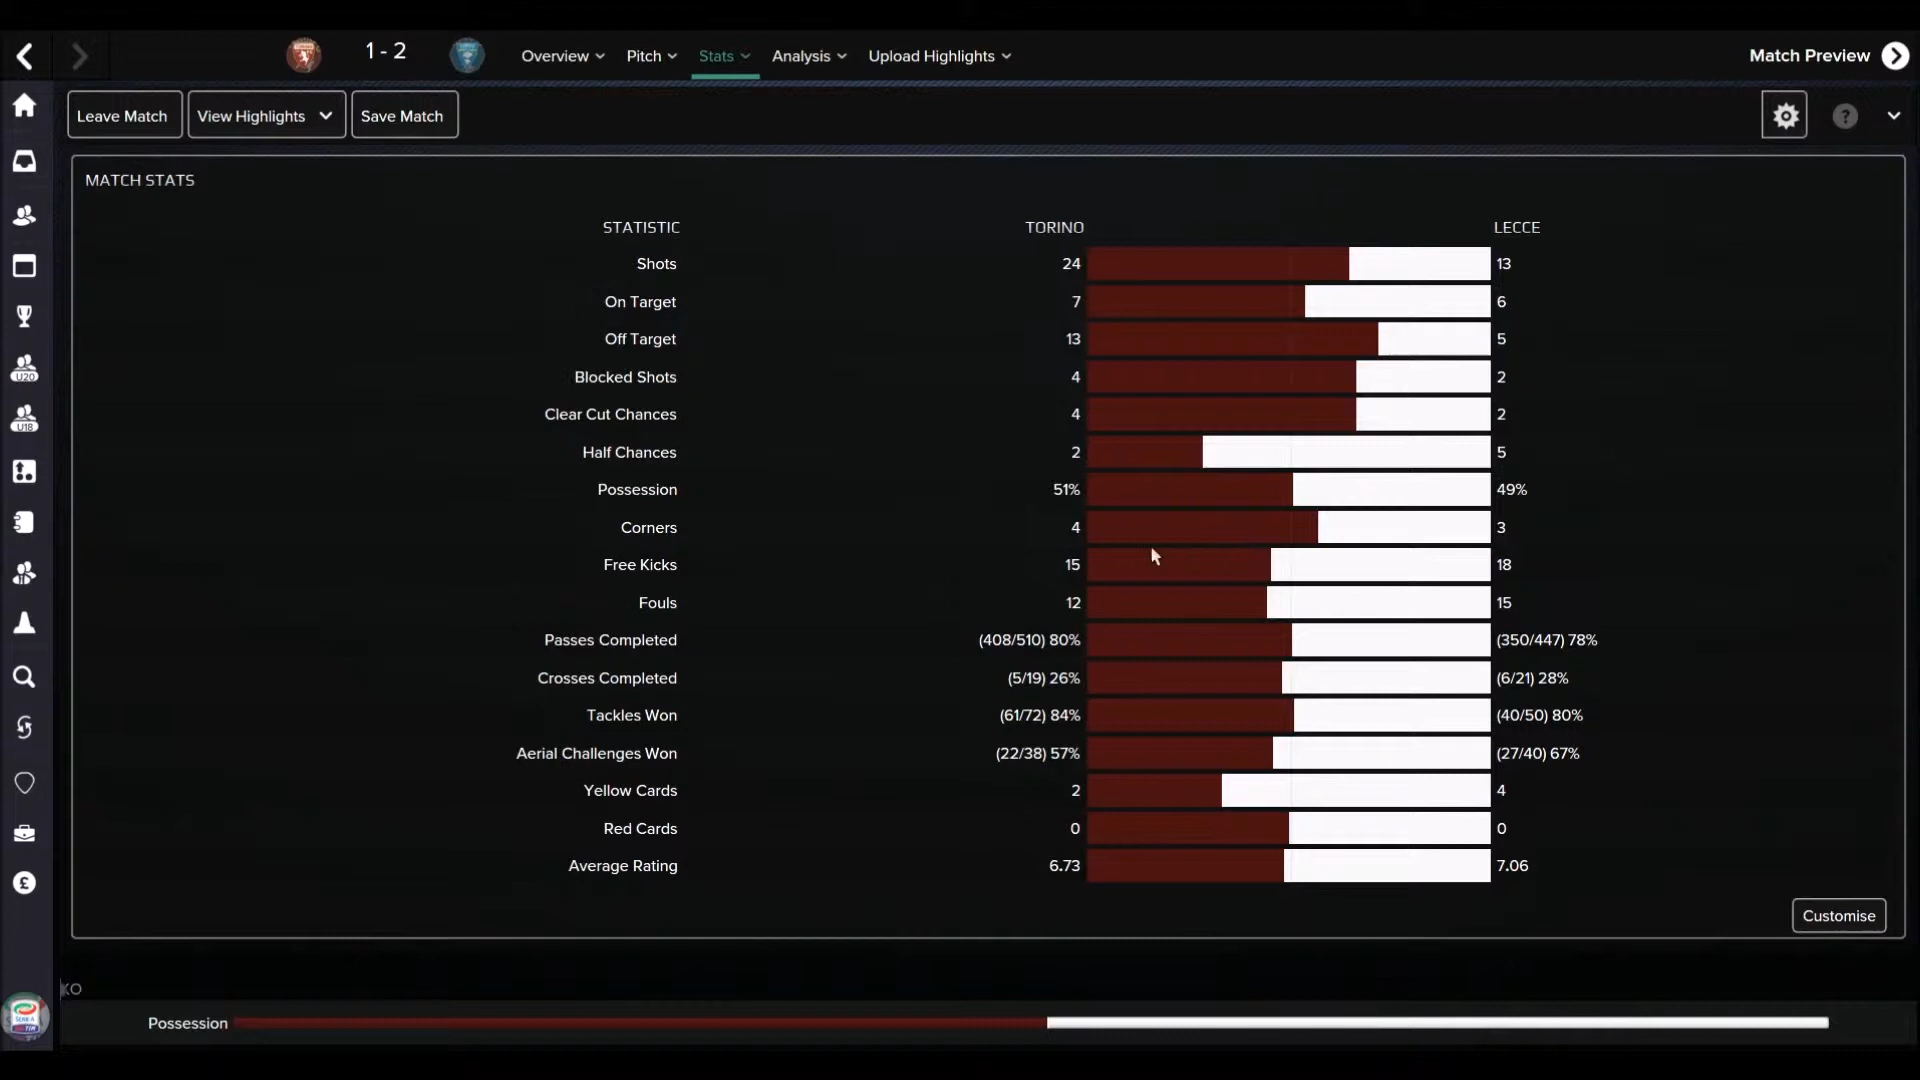 1 - 2 Overview Pitch Stats Analysis Upload Highlights Match Preview
Leave Match View Highlights Save Match ?
MATCH STATS
STATISTIC TORINO LECCE
Shots 24 13
On Target 7 6
Off Target 13 5
Blocked Shots 4 2
Clear Cut Chances 4 2
Half Chances 2 5
Possession 51% 49%
Corners 4 3
Free Kicks 15 18
Fouls 12 15
Passes Completed (408/510) 80% (350/447) 78%
Crosses Completed (5/19) 26% (6/21) 28%
Tackles Won (61/72) 84% (40/50) 80%
Aerial Challenges Won (22/38) 57% (27/40) 67%
Yellow Cards 2 4
Red Cards 0 0
Average Rating 6.73 7.06
Customise
U20
U18
£
KO
Possession